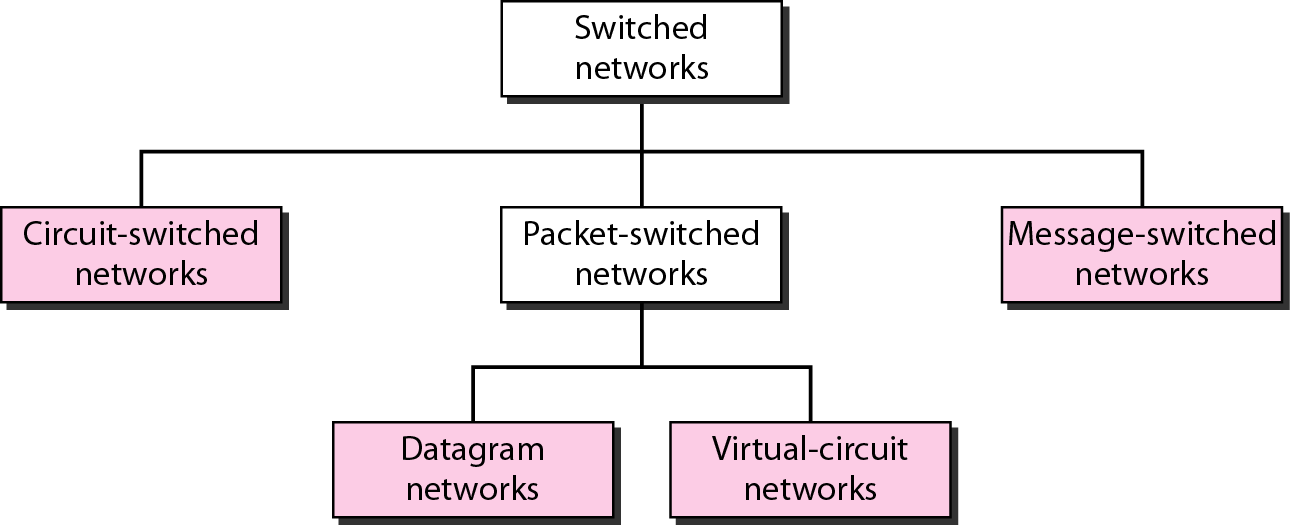 Switched
networks
Circuit-switched
networks
Packet-switched
networks
Message-switched
networks
Datagram
networks
Virtual-circuit
networks